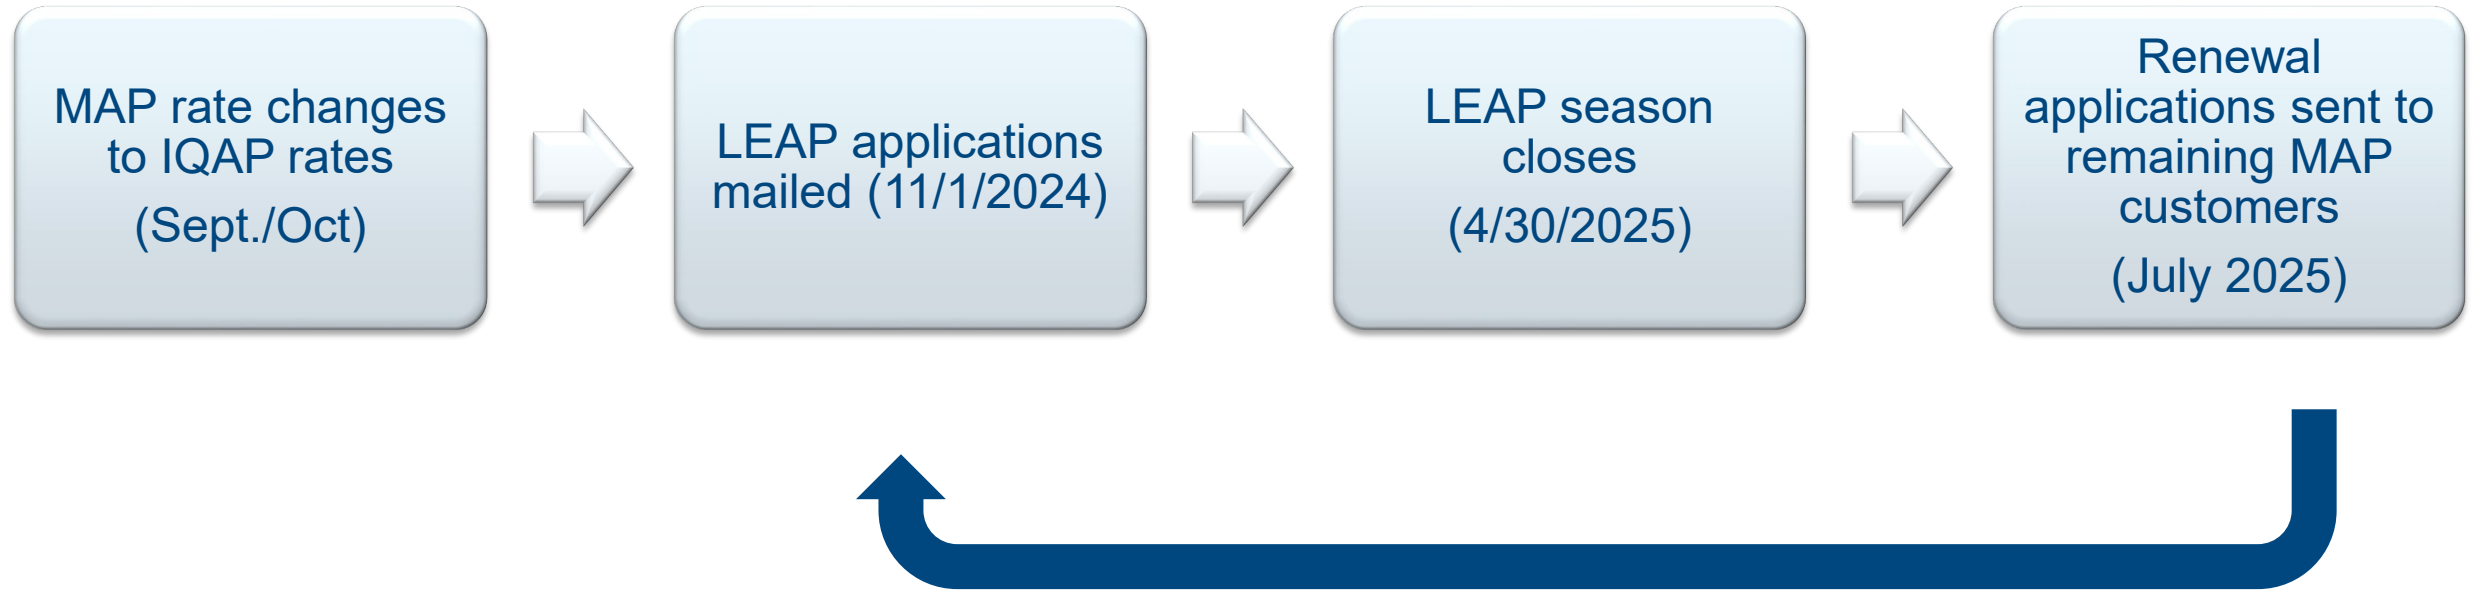 MAP rate changes
to IQAP rates
(Sept./Oct)
LEAP applications
mailed (11/1/2024)
LEAP season
closes
(4/30/2025)
Renewal
applications sent to
remaining MAP
customers
(July 2025)